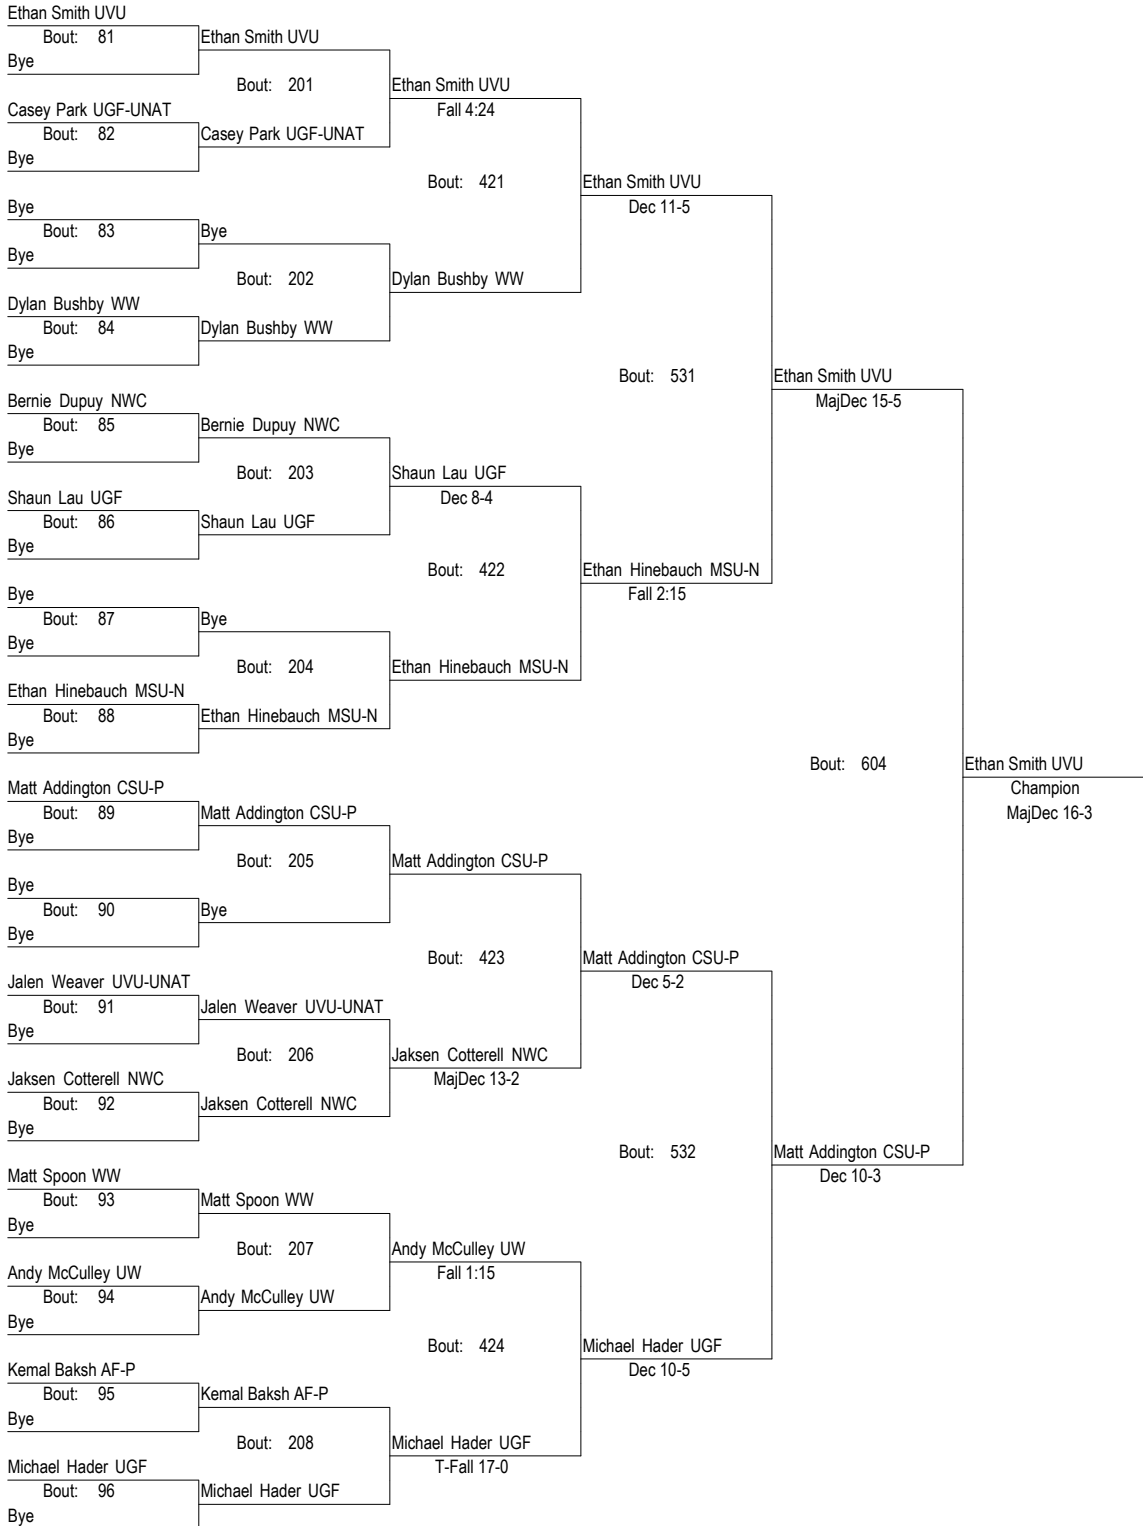 Ethan Smith UVU
Bout: 81
Ethan Smith UVU
Bye
Bout: 201
Ethan Smith UVU
Casey Park UGF-UNAT
Fall 4:24
Bout: 82
Casey Park UGF-UNAT
Bye
Bout: 421
Ethan Smith UVU
Bye
Dec 11-5
Bout: 83
Bye
Bye
Bout: 202
Dylan Bushby WW
Dylan Bushby WW
Bout: 84
Dylan Bushby WW
Bye
Bout: 531
Ethan Smith UVU
Bernie Dupuy NWC
MajDec 15-5
Bout: 85
Bernie Dupuy NWC
Bye
Bout: 203
Shaun Lau UGF
Shaun Lau UGF
Dec 8-4
Bout: 86
Shaun Lau UGF
Bye
Bout: 422
Ethan Hinebauch MSU-N
Bye
Fall 2:15
Bout: 87
Bye
Bye
Bout: 204
Ethan Hinebauch MSU-N
Ethan Hinebauch MSU-N
Bout: 88
Ethan Hinebauch MSU-N
Bye
Bout: 604
Ethan Smith UVU
Matt Addington CSU-P
Champion
Bout: 89
Matt Addington CSU-P
MajDec 16-3
Bye
Bout: 205
Matt Addington CSU-P
Bye
Bout: 90
Bye
Bye
Bout: 423
Matt Addington CSU-P
Jalen Weaver UVU-UNAT
Dec 5-2
Bout: 91
Jalen Weaver UVU-UNAT
Bye
Bout: 206
Jaksen Cotterell NWC
Jaksen Cotterell NWC
MajDec 13-2
Bout: 92
Jaksen Cotterell NWC
Bye
Bout: 532
Matt Addington CSU-P
Matt Spoon WW
Dec 10-3
Bout: 93
Matt Spoon WW
Bye
Bout: 207
Andy McCulley UW
Andy McCulley UW
Fall 1:15
Bout: 94
Andy McCulley UW
Bye
Bout: 424
Michael Hader UGF
Kemal Baksh AF-P
Dec 10-5
Bout: 95
Kemal Baksh AF-P
Bye
Bout: 208
Michael Hader UGF
Michael Hader UGF
T-Fall 17-0
Bout: 96
Michael Hader UGF
Bye